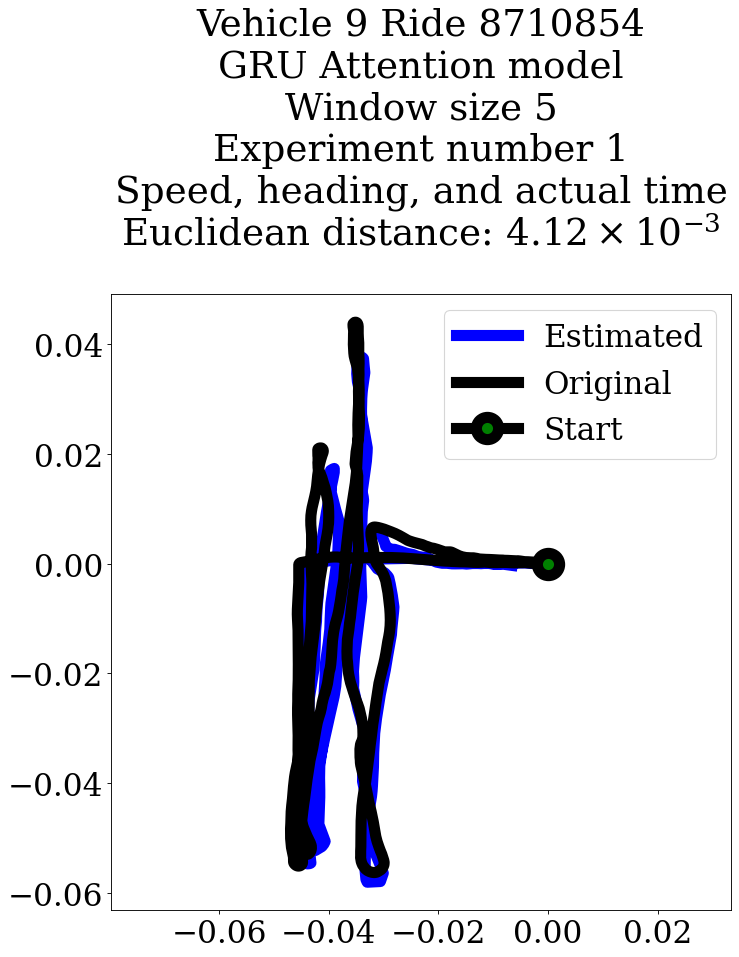 Vehicle 9 Ride 8710854
GRU Attention model
Window size 5
Experiment number 1
Speed, heading, and actual time
Euclidean distance: 4.12 × 10⁻³
Estimated
Original
Start
0.04
0.02
0.00
−0.02
−0.04
−0.06
−0.06 −0.04 −0.02 0.00 0.02